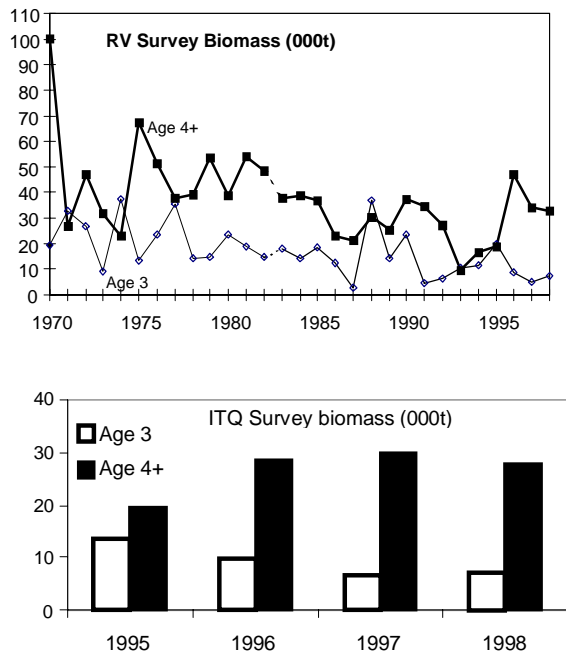 110
RV Survey Biomass (000t)
100
90
80
70
Age 4+
60
50
40
30
20
10
Age 3
0
1970 1975 1980 1985 1990 1995
40
ITQ Survey biomass (000t)
Age 3
Age 4+
30
20
10
0
1995 1996 1997 1998